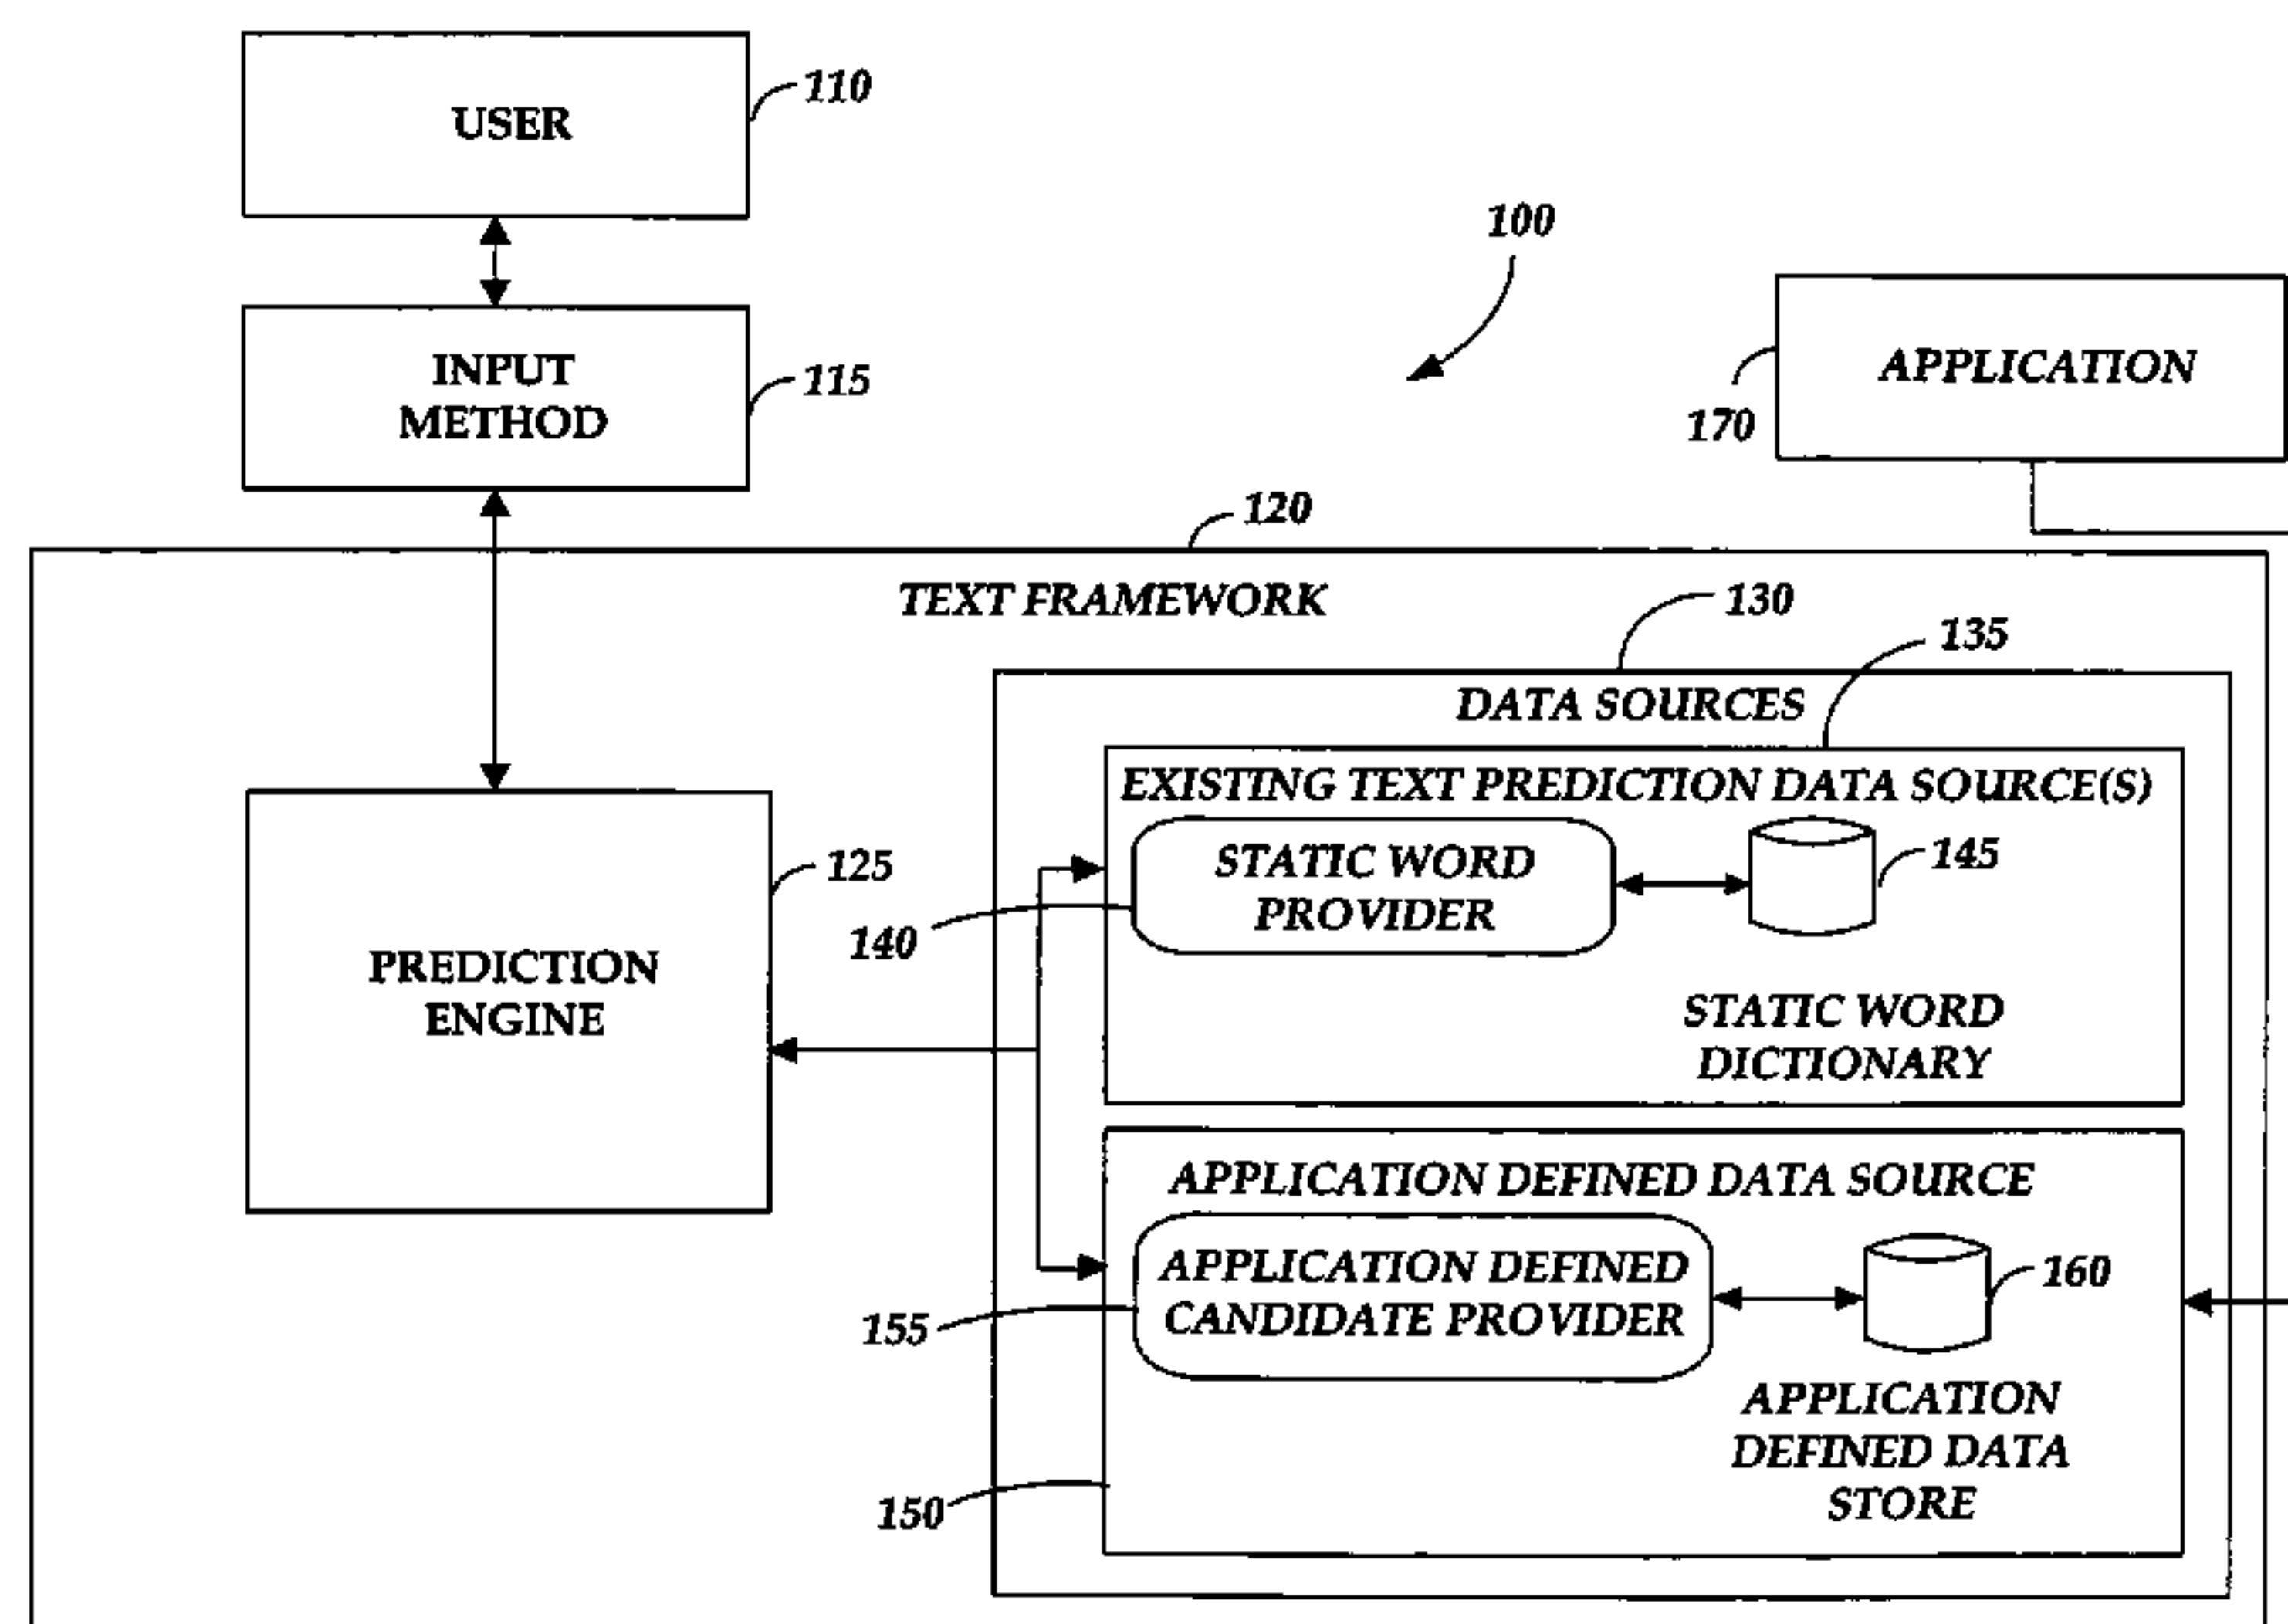 USER
110
INPUT
METHOD
115
100
APPLICATION
170
120
TEXT FRAMEWORK
130
135
DATA SOURCES
EXISTING TEXT PREDICTION DATA SOURCE(S)
STATIC WORD
PROVIDER
145
140
STATIC WORD
DICTIONARY
PREDICTION
ENGINE
125
APPLICATION DEFINED DATA SOURCE
APPLICATION DEFINED
CANDIDATE PROVIDER
160
155
APPLICATION
DEFINED DATA
STORE
150